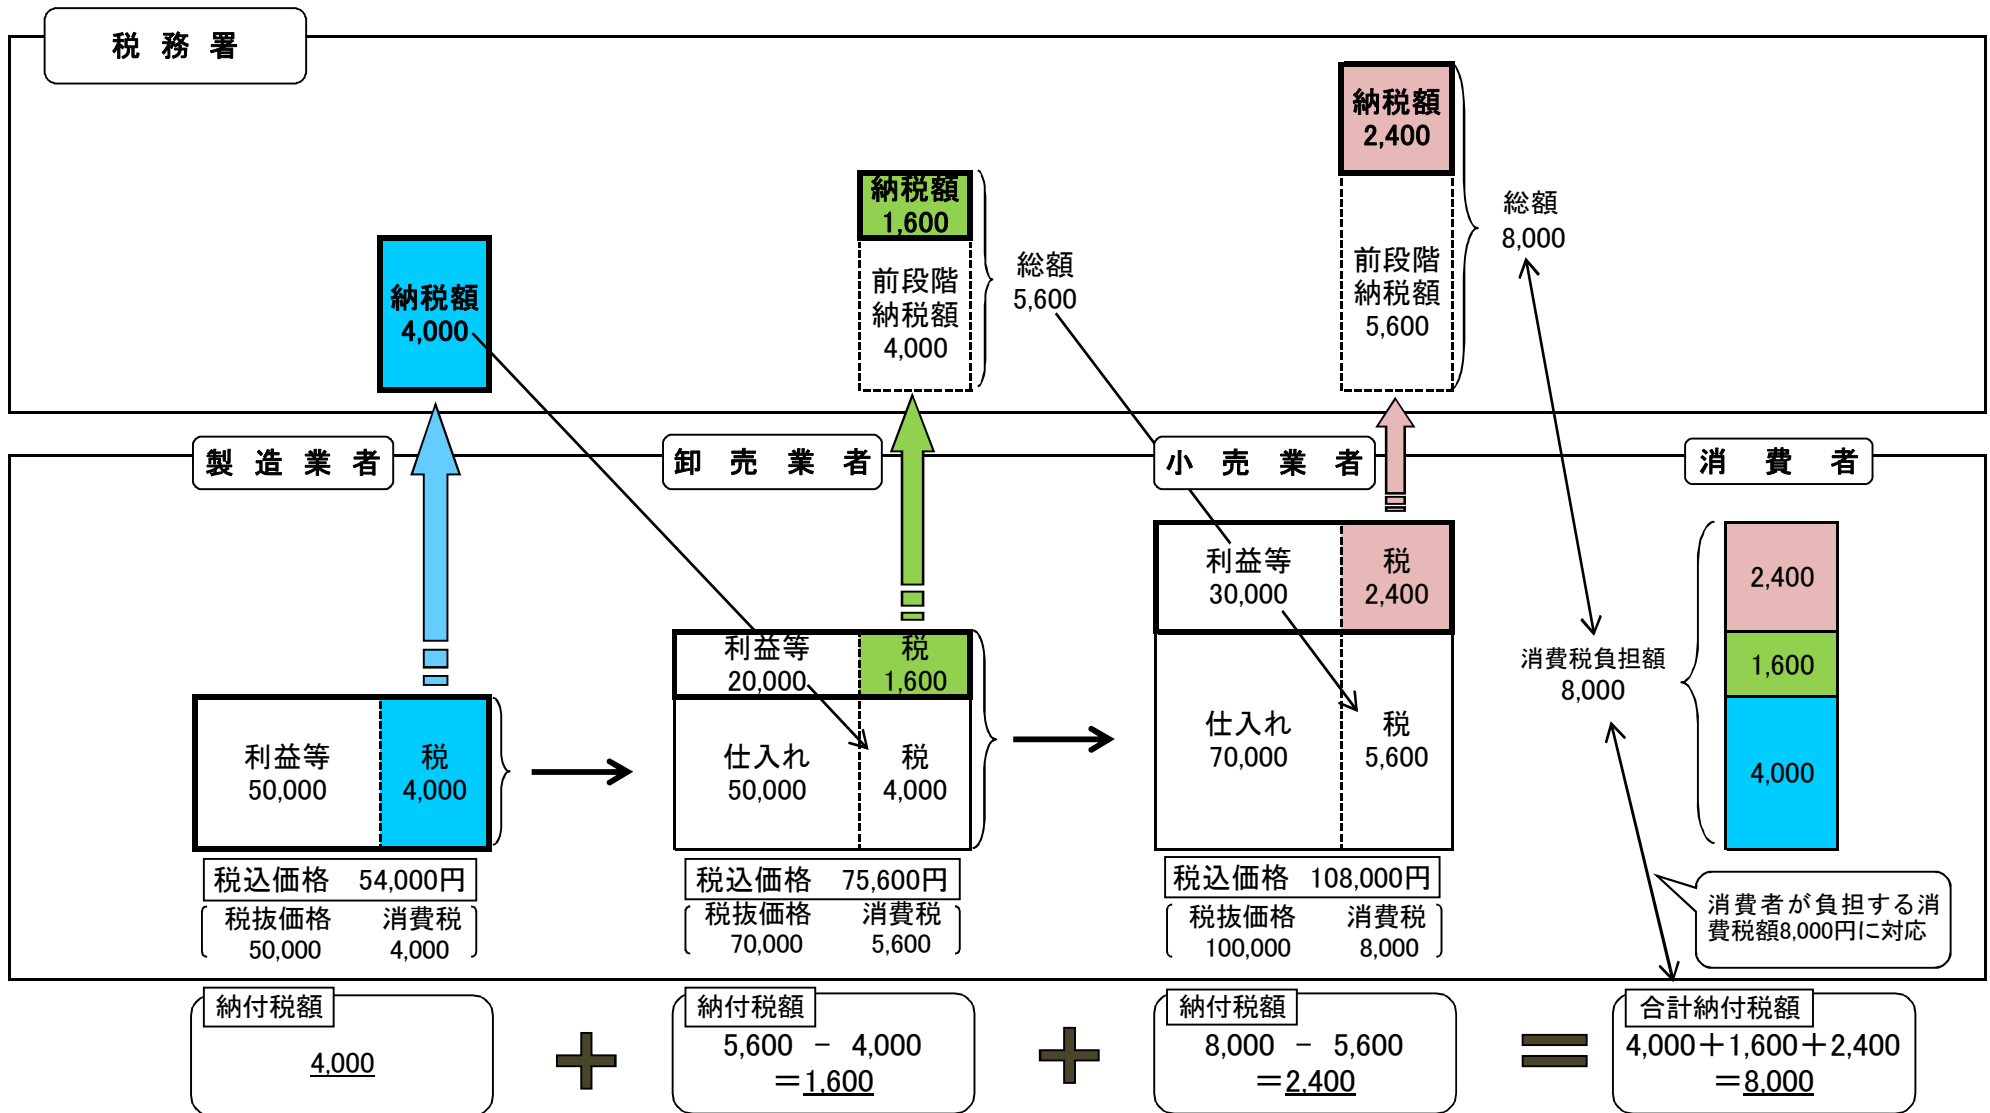 税務署
納税額
2,400
納税額
1,600
総額
8,000
納税額
4,000
前段階
納税額
4,000
総額
5,600
前段階
納税額
5,600
製造業者
卸売業者
小売業者
消費者
利益等
50,000
税
4,000
利益等
20,000
税
1,600
仕入れ
50,000
税
4,000
利益等
30,000
税
2,400
仕入れ
70,000
税
5,600
消費税負担額
8,000
2,400
1,600
4,000
税込価格 54,000円
税抜価格 消費税
50,000 4,000
税込価格 75,600円
税抜価格 消費税
70,000 5,600
税込価格 108,000円
税抜価格 消費税
100,000 8,000
消費者が負担する消
費税額8,000円に対応
納付税額
4,000
+
納付税額
5,600 - 4,000
=1,600
+
納付税額
8,000 - 5,600
=2,400
=
合計納付税額
4,000+1,600+2,400
=8,000